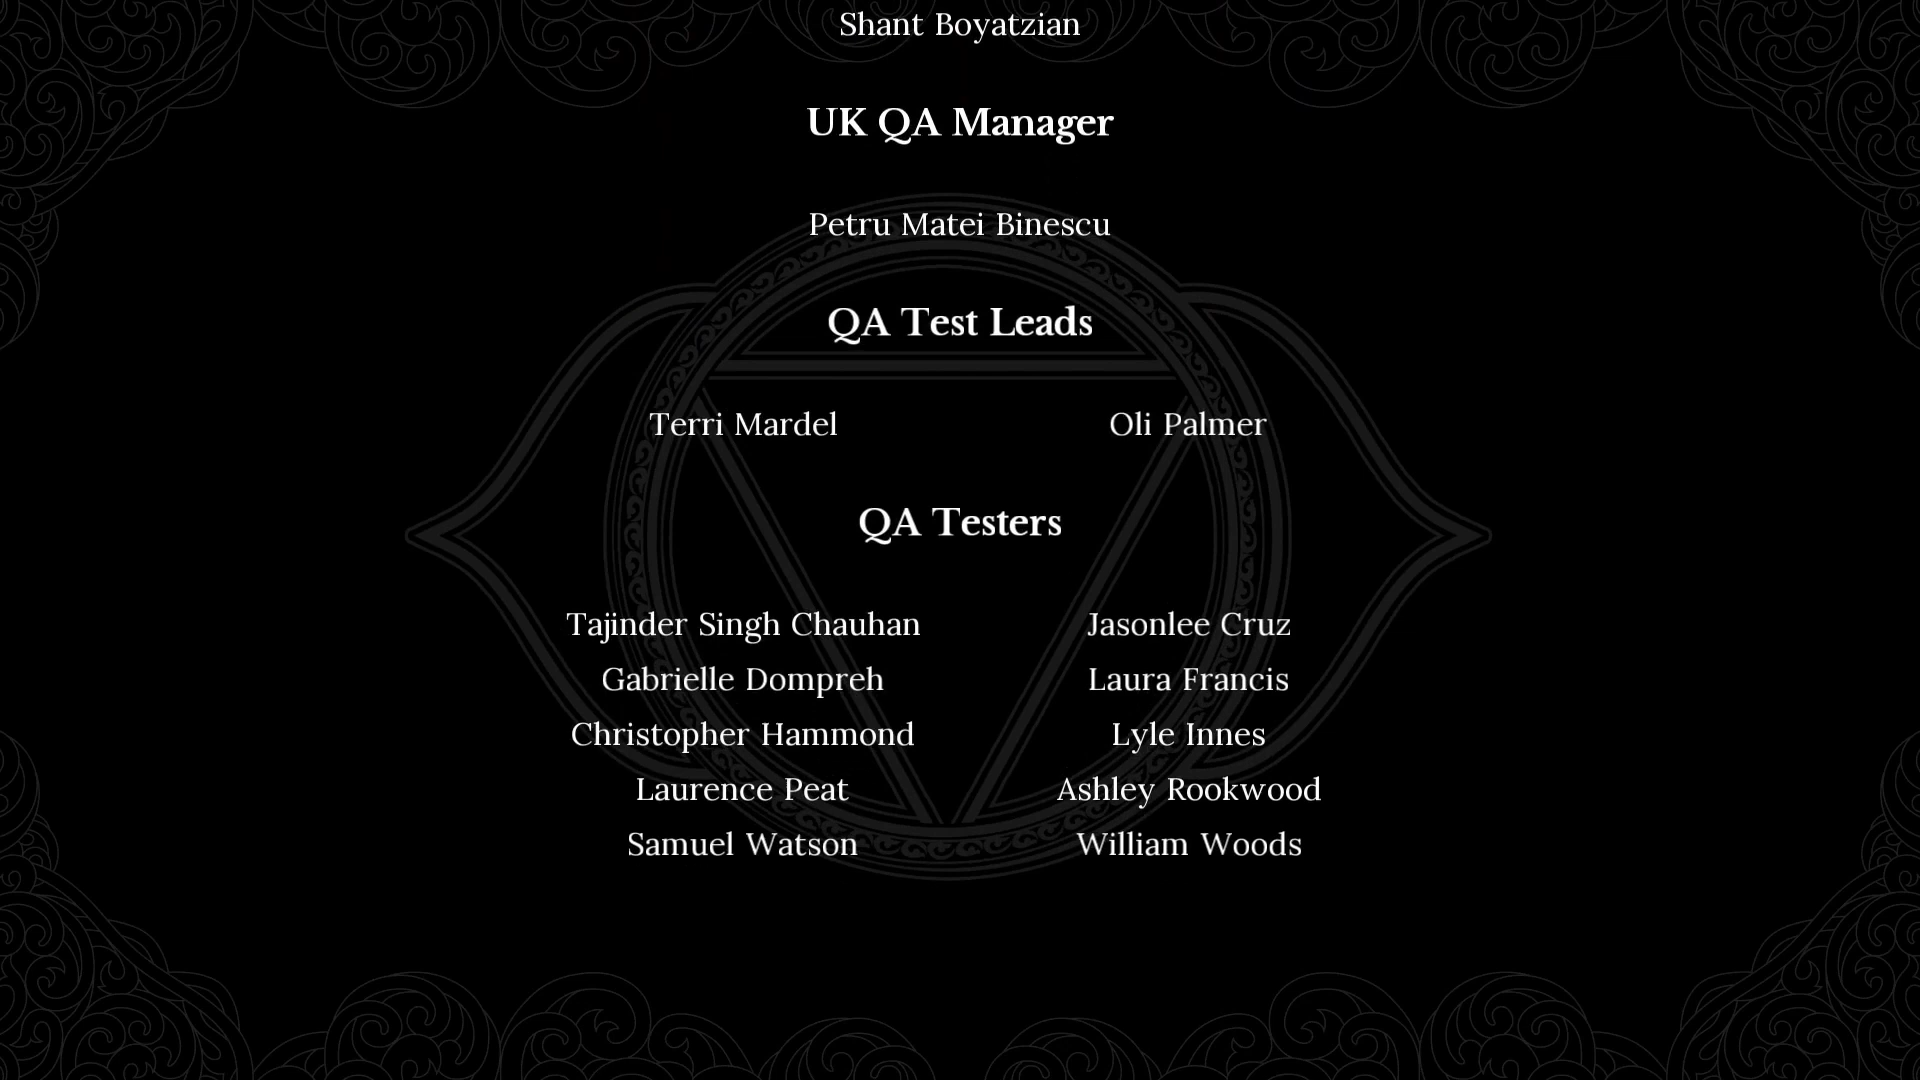 Shant Boyatzian
UK QA Manager
Petru Matei Binescu
QA Test Leads
Terri Mardel
Oli Palmer
QA Testers
Tajinder Singh Chauhan
Jasonlee Cruz
Gabrielle Dompreh
Laura Francis
Christopher Hammond
Lyle Innes
Laurence Peat
Ashley Rookwood
Samuel Watson
William Woods